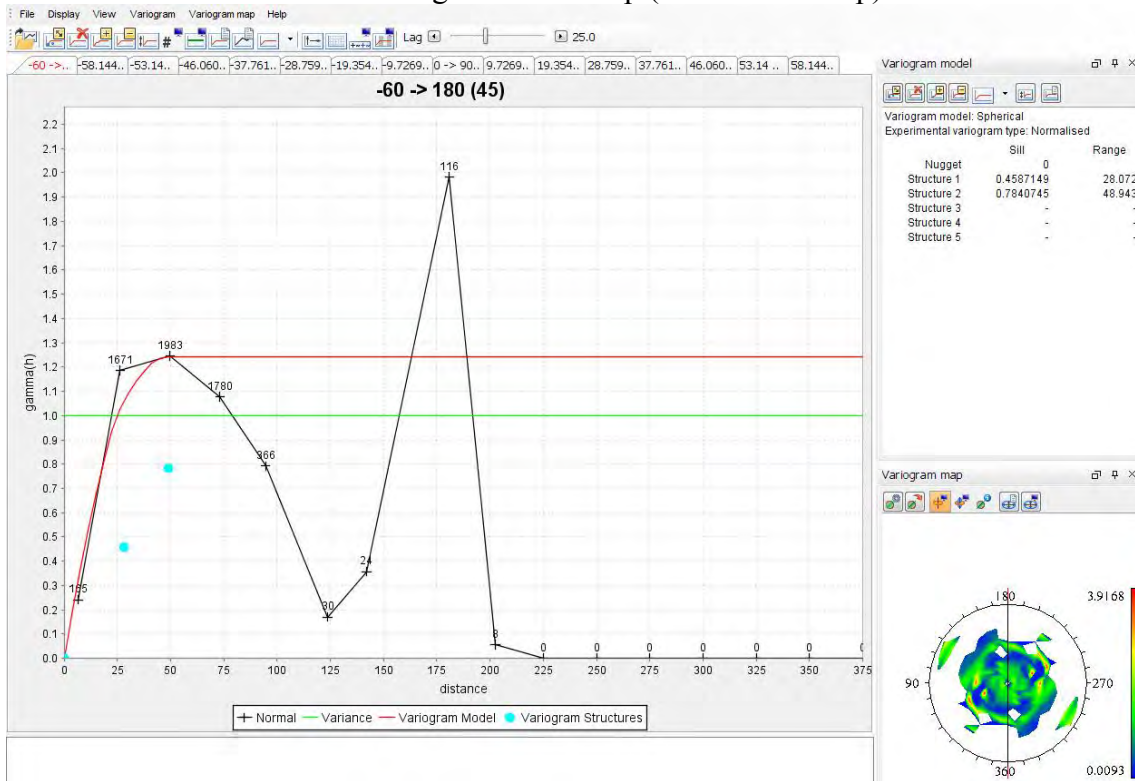 File Display View Variogram Variogram map Help
# Lag 25.0
-60 ->.. -58.144.. -53.14.. -46.060.. -37.761.. -28.759.. -19.354.. -9.7269.. 0 -> 90.. 9.7269.. 19.354.. 28.759.. 37.761.. 46.060.. 53.14 .. 58.144..
-60 -> 180 (45)
gamma(h)
2.2
2.1
2.0
1.9
1.8
1.7
1.6
1.5
1.4
1.3
1.2
1.1
1.0
0.9
0.8
0.7
0.6
0.5
0.4
0.3
0.2
0.1
0.0
0
1671
1983
1780
366
30
24
116
8
0 0 0 0 0 0
0 25 50 75 100 125 150 175 200 225 250 275 300 325 350 375
distance
Normal Variance Variogram Model Variogram Structures
Variogram model
Variogram model: Spherical
Experimental variogram type: Normalised
Sill Range
Nugget 0
Structure 1 0.4587149 28.072
Structure 2 0.7840745 48.943
Structure 3 - -
Structure 4 - -
Structure 5 - -
Variogram map
180
90
270
360
3.9168
0.0093